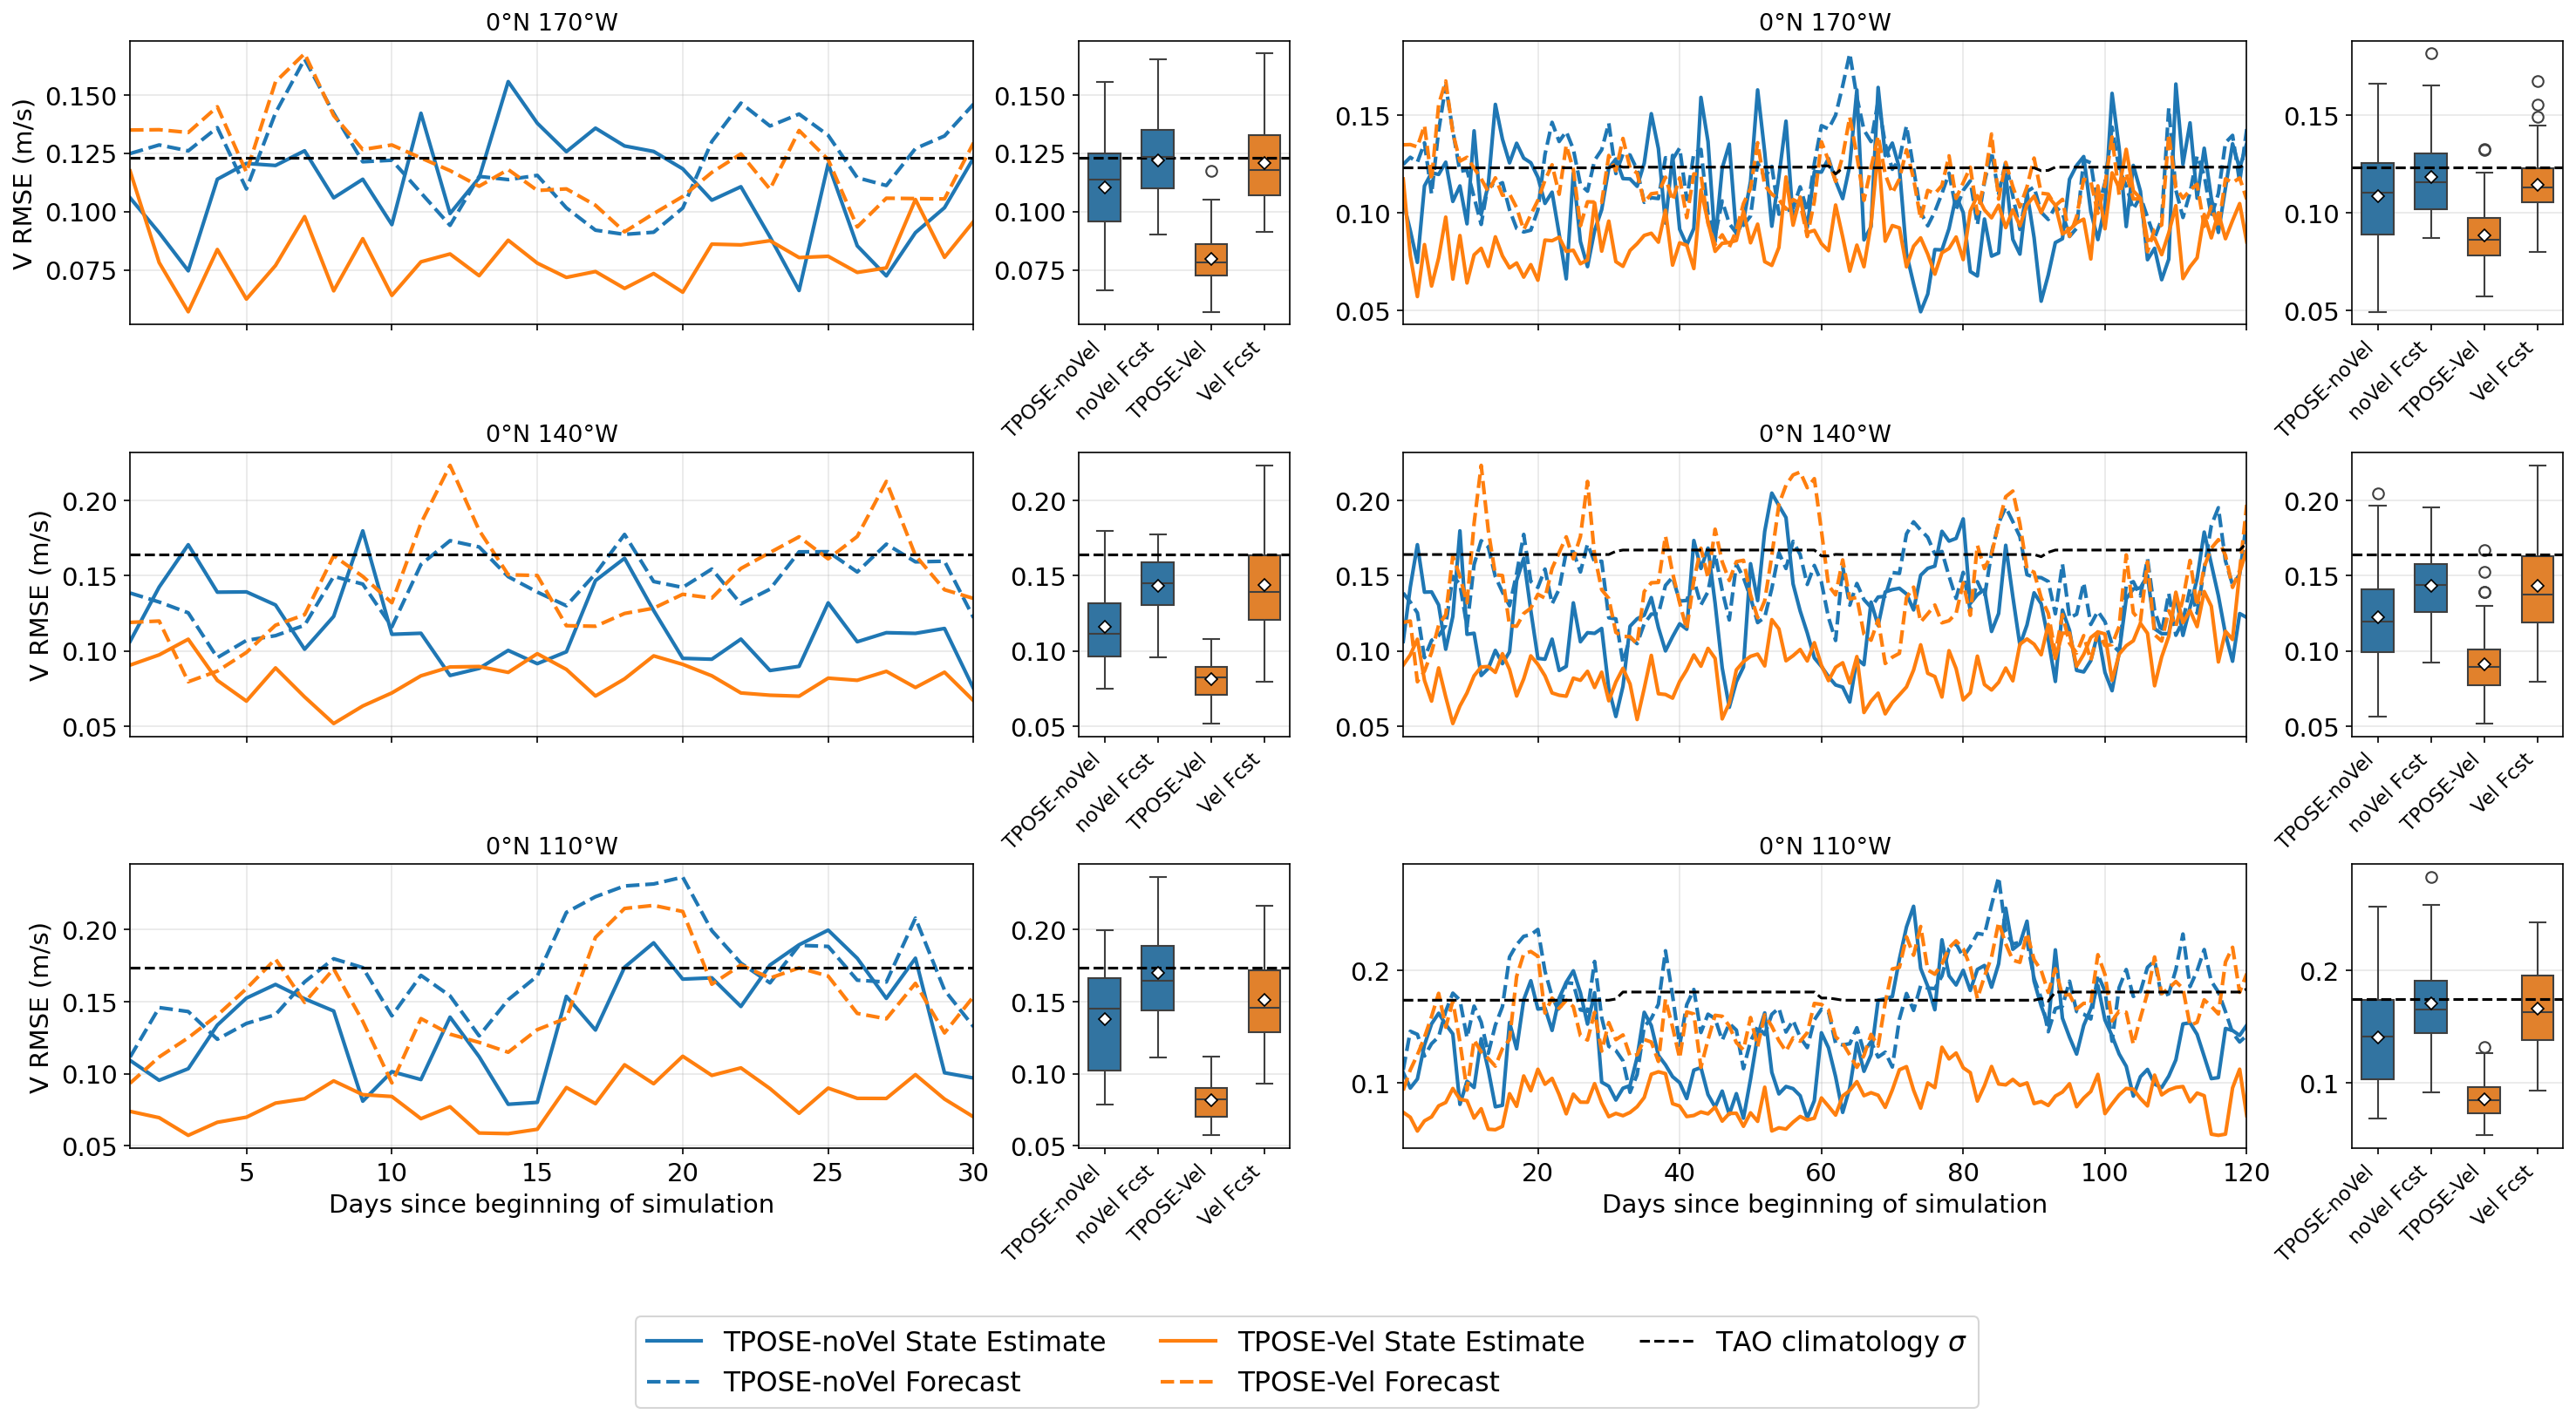 0°N 170°W
V RMSE (m/s)
0.150
0.125
0.100
0.075
0.150
0.125
0.100
0.075
TPOSE-noVel
noVel Fcst
TPOSE-Vel
Vel Fcst
0°N 170°W
0.15
0.10
0.05
0.15
0.10
0.05
TPOSE-noVel
noVel Fcst
TPOSE-Vel
Vel Fcst
0°N 140°W
V RMSE (m/s)
0.20
0.15
0.10
0.05
0.20
0.15
0.10
0.05
TPOSE-noVel
noVel Fcst
TPOSE-Vel
Vel Fcst
0°N 140°W
0.20
0.15
0.10
0.05
0.20
0.15
0.10
0.05
TPOSE-noVel
noVel Fcst
TPOSE-Vel
Vel Fcst
0°N 110°W
V RMSE (m/s)
0.20
0.15
0.10
0.05
5 10 15 20 25 30
Days since beginning of simulation
0.20
0.15
0.10
0.05
TPOSE-noVel
noVel Fcst
TPOSE-Vel
Vel Fcst
0°N 110°W
0.2
0.1
20 40 60 80 100 120
Days since beginning of simulation
0.2
0.1
TPOSE-noVel
noVel Fcst
TPOSE-Vel
Vel Fcst
TPOSE-noVel State Estimate
TPOSE-noVel Forecast
TPOSE-Vel State Estimate
TPOSE-Vel Forecast
TAO climatology σ